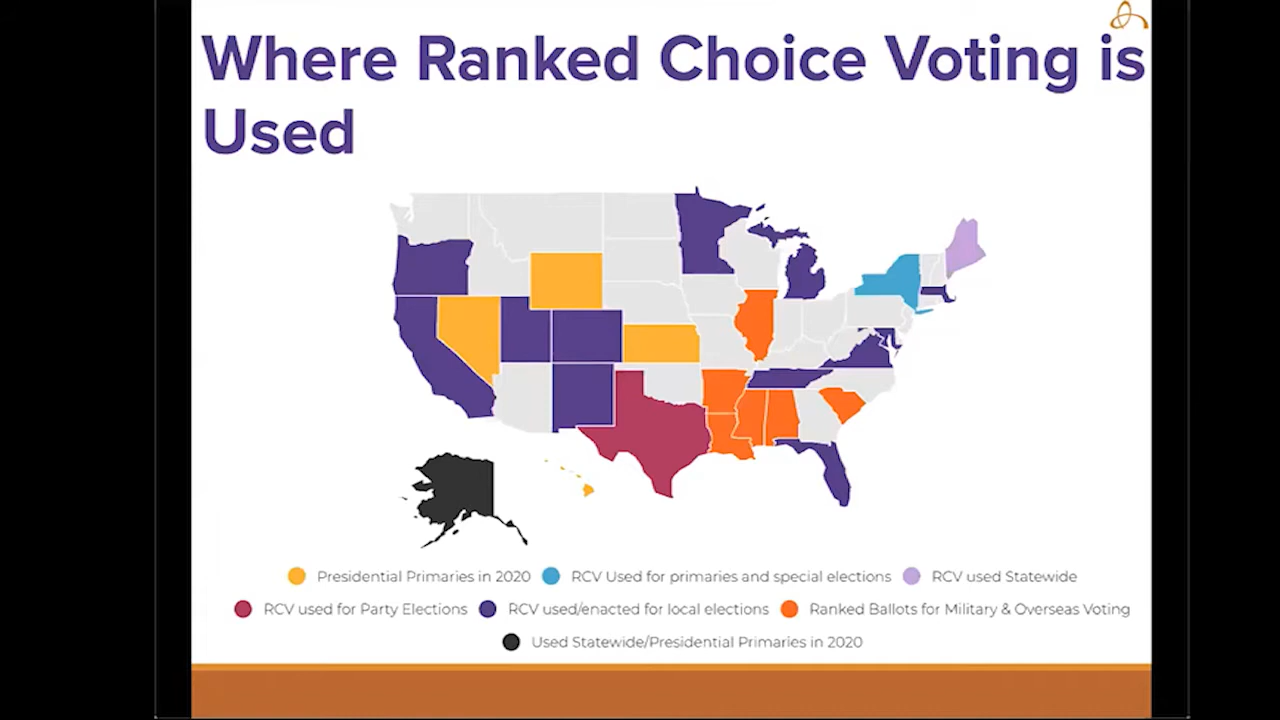 Where Ranked Choice Voting is
Used
Presidential Primaries in 2020
RCV Used for primaries and special elections
RCV used Statewide
RCV used for Party Elections
RCV used/enacted for local elections
Ranked Ballots for Military & Overseas Voting
Used Statewide/Presidential Primaries in 2020